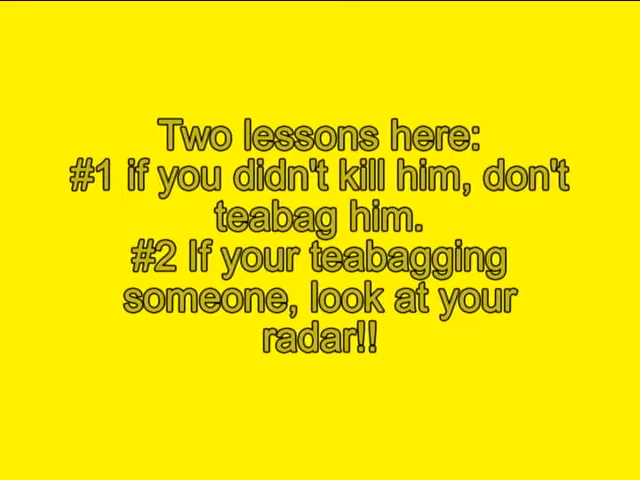 Two lessons here:
#1 if you didn't kill him, don't
teabag him.
#2 If your teabagging
someone, look at your
radar!!